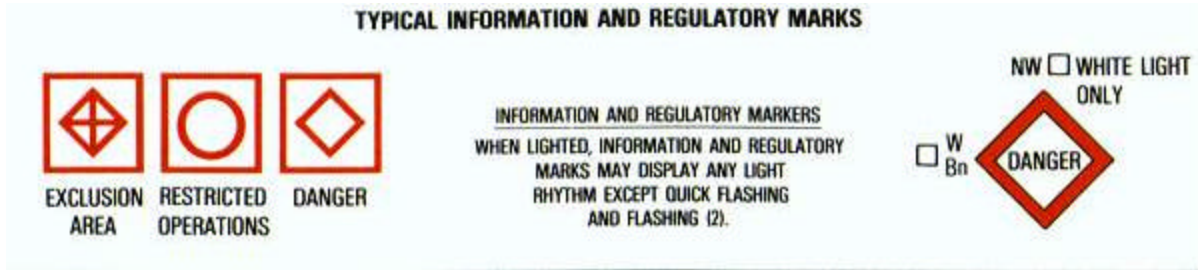 TYPICAL INFORMATION AND REGULATORY MARKS
EXCLUSION
AREA
RESTRICTED
OPERATIONS
DANGER
INFORMATION AND REGULATORY MARKERS
WHEN LIGHTED, INFORMATION AND REGULATORY
MARKS MAY DISPLAY ANY LIGHT
RHYTHM EXCEPT QUICK FLASHING
AND FLASHING (2).
NW WHITE LIGHT
ONLY
W
Bn
DANGER